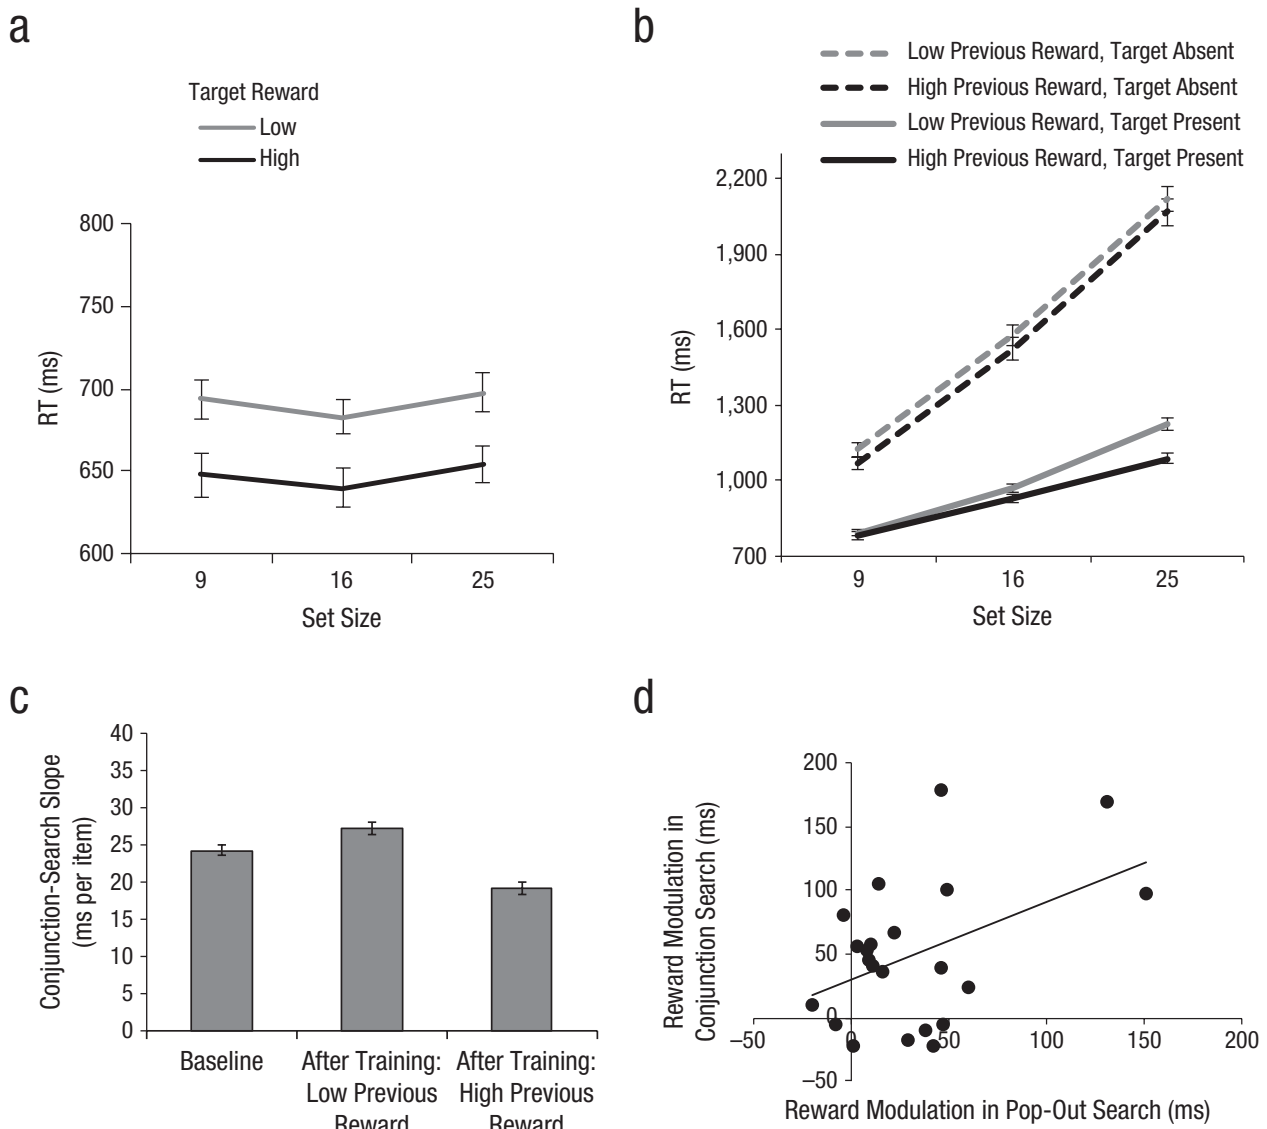 a
Target Reward
Low
High
800
750
700
650
600
RT (ms)
9 16 25
Set Size
b
Low Previous Reward, Target Absent
High Previous Reward, Target Absent
Low Previous Reward, Target Present
High Previous Reward, Target Present
2,200
1,900
1,600
1,300
1,000
700
RT (ms)
9 16 25
Set Size
c
40
35
30
25
20
15
10
5
0
Conjunction-Search Slope
(ms per item)
Baseline
After Training:
Low Previous
Reward
After Training:
High Previous
Reward
d
200
150
100
50
0
–50
Reward Modulation in
Conjunction Search (ms)
–50 50 100 150 200
Reward Modulation in Pop-Out Search (ms)